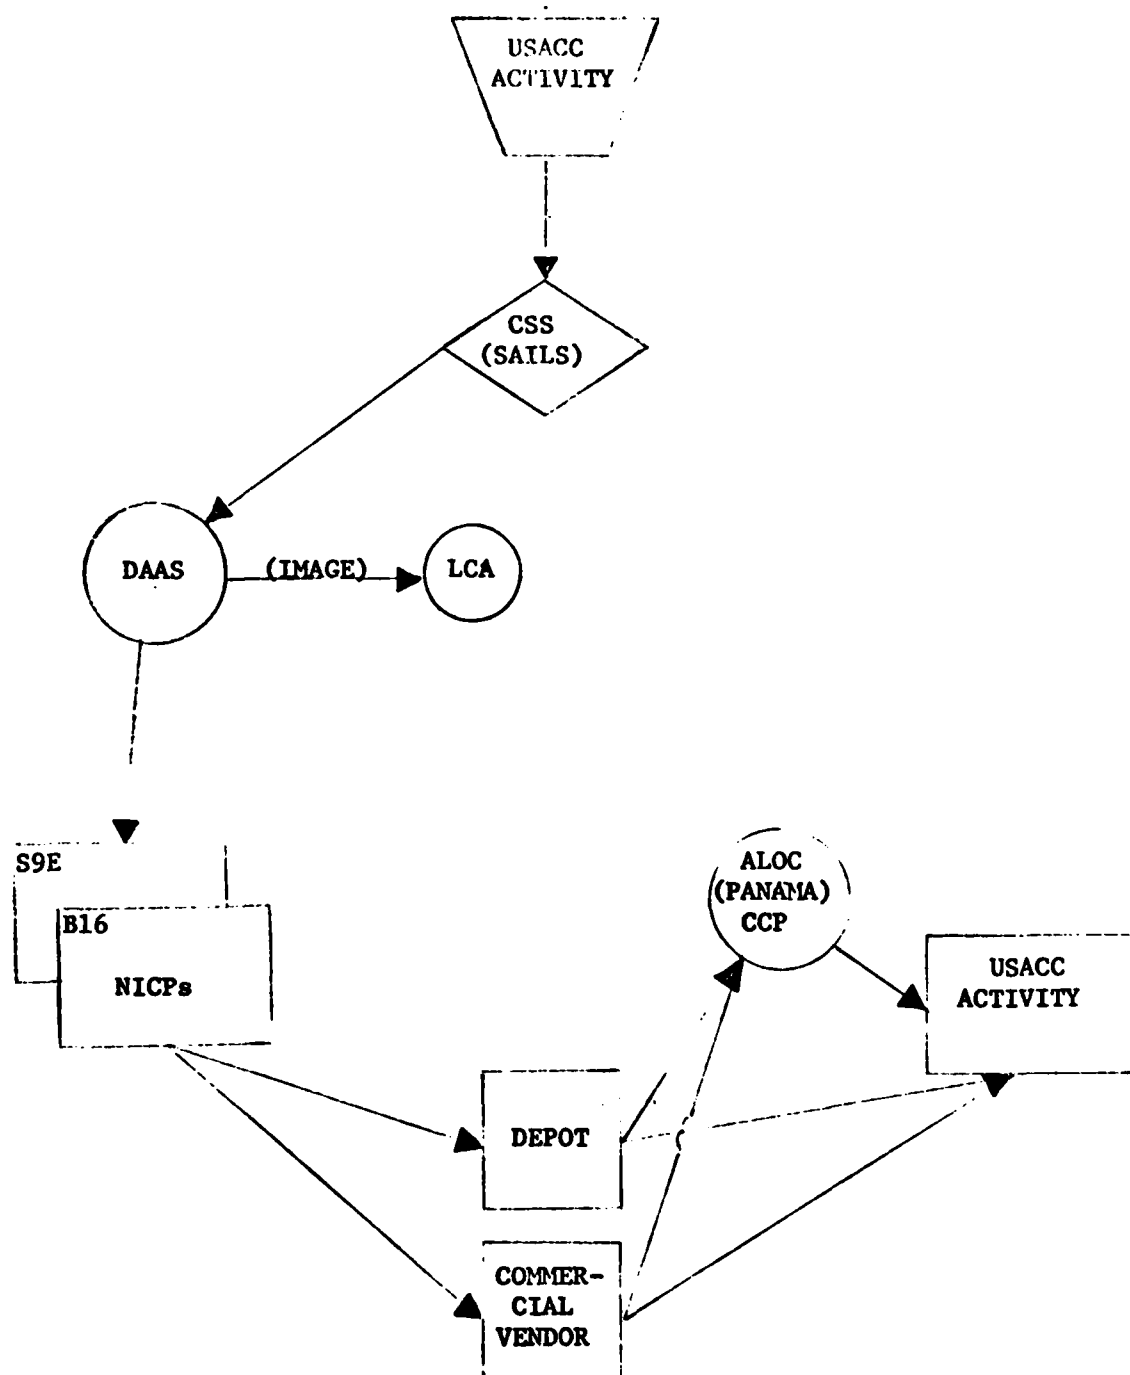 USACC
ACTIVITY
CSS
(SAILS)
DAAS
(IMAGE)
LCA
S9E
B16
NICPs
ALOC
(PANAMA)
CCP
USACC
ACTIVITY
DEPOT
COMMER-
CIAL
VENDOR